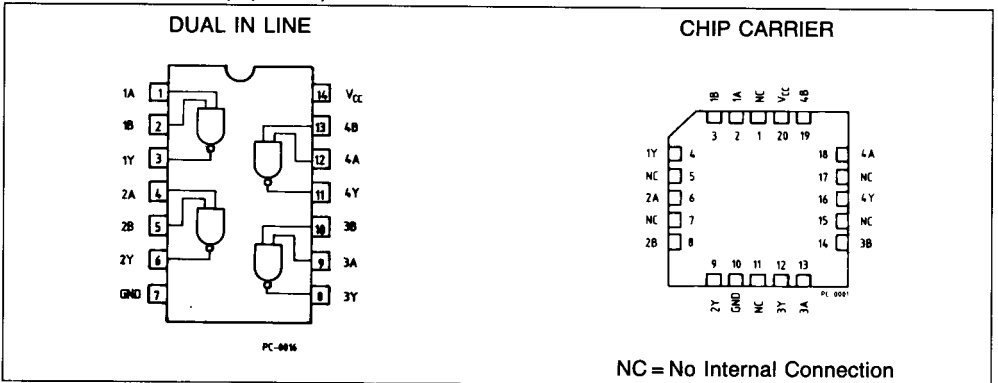 DUAL IN LINE
1A 1
1B 2
1Y 3
2A 4
2B 5
2Y 6
GND 7
14 VCC
13 4B
12 4A
11 4Y
10 3B
9 3A
8 3Y
PC-0016
CHIP CARRIER
1B 1A NC VCC 4B
3 2 1 20 19
1Y 4
NC 5
2A 6
NC 7
2B 8
18 4A
17 NC
16 4Y
15 NC
14 3B
9 10 11 12 13
2Y GND NC 3Y 3A
PC 0001
NC = No Internal Connection